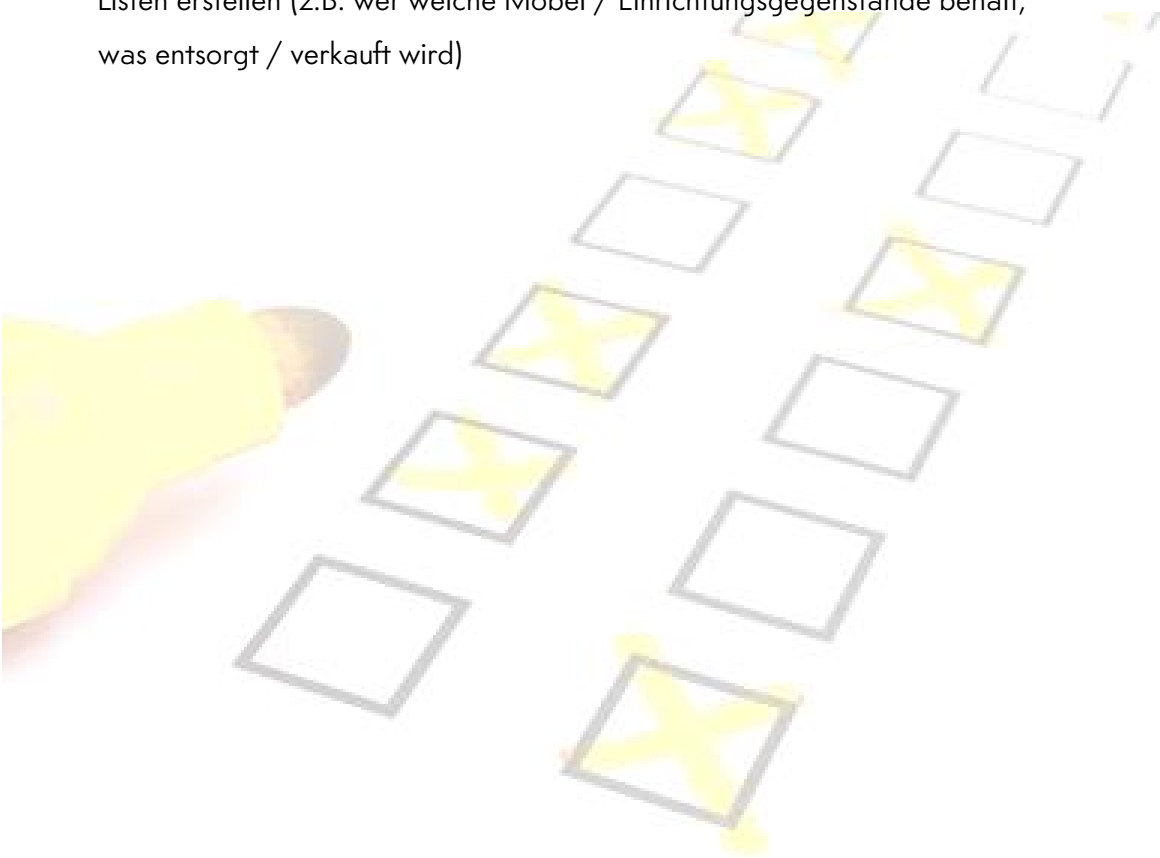 Listen erstellen (z.B. wer welche Möbel / Einrichtungsgegenstände behält,
was entsorgt / verkauft wird)